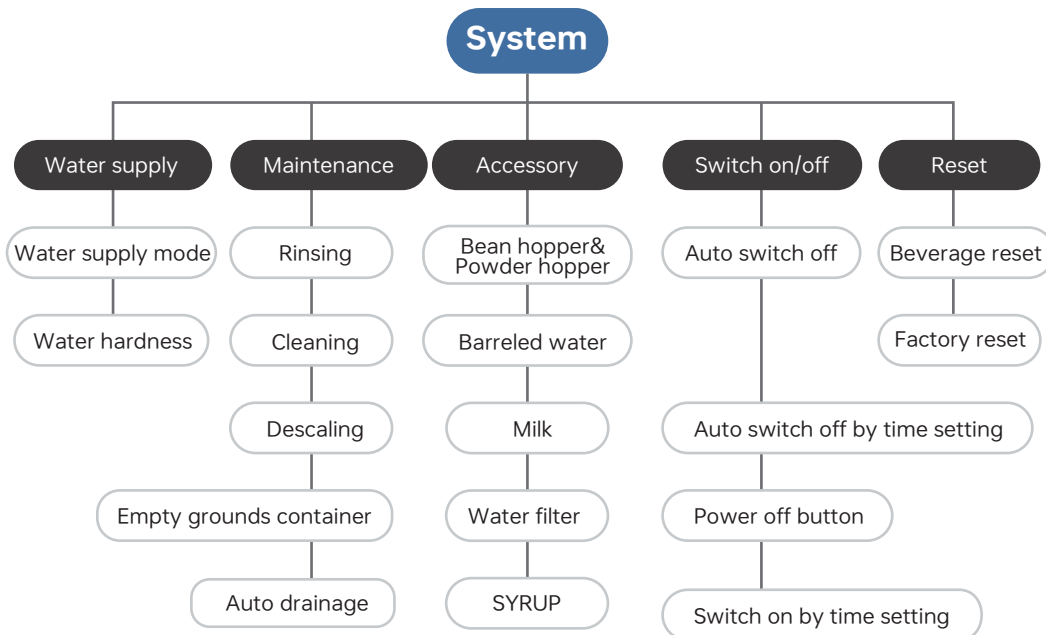 System
Water supply
Maintenance
Accessory
Switch on/off
Reset
Water supply mode
Rinsing
Bean hopper&
Powder hopper
Auto switch off
Beverage reset
Water hardness
Cleaning
Barreled water
Factory reset
Descaling
Milk
Auto switch off by time setting
Empty grounds container
Water filter
Power off button
Auto drainage
SYRUP
Switch on by time setting